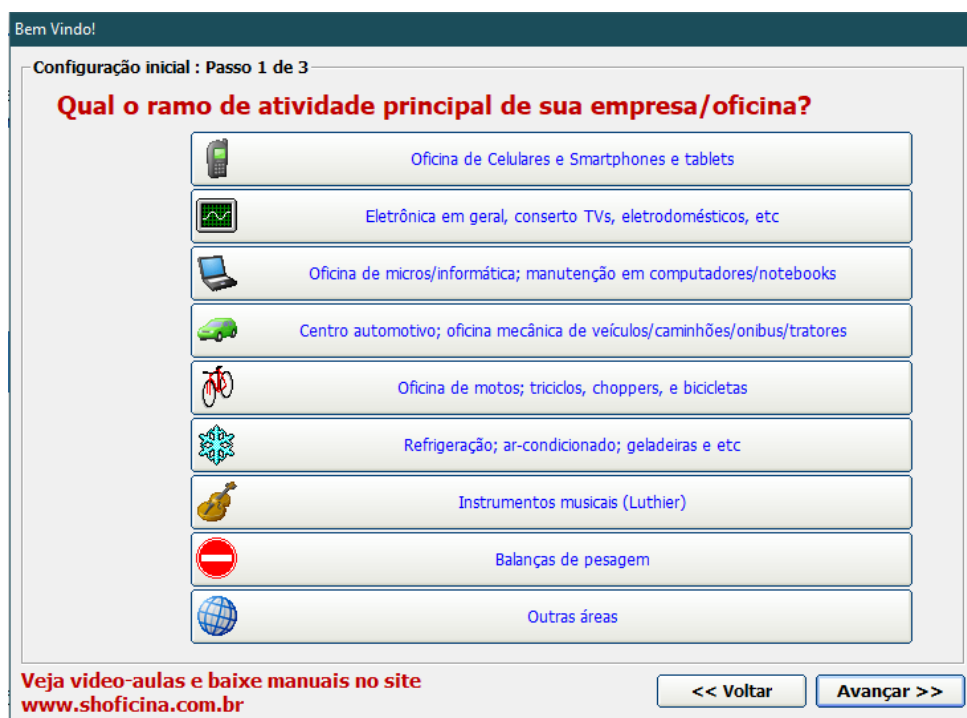 Bem Vindo!
Configuração inicial : Passo 1 de 3
Qual o ramo de atividade principal de sua empresa/oficina?
Oficina de Celulares e Smartphones e tablets
Eletrônica em geral, conserto TVs, eletrodomésticos, etc
Oficina de micros/informática; manutenção em computadores/notebooks
Centro automotivo; oficina mecânica de veículos/caminhões/onibus/tratores
Oficina de motos; triciclos, choppers, e bicicletas
Refrigeração; ar-condicionado; geladeiras e etc
Instrumentos musicais (Luthier)
Balanças de pesagem
Outras áreas
Veja video-aulas e baixe manuais no site
www.shoficina.com.br
<< Voltar
Avançar >>